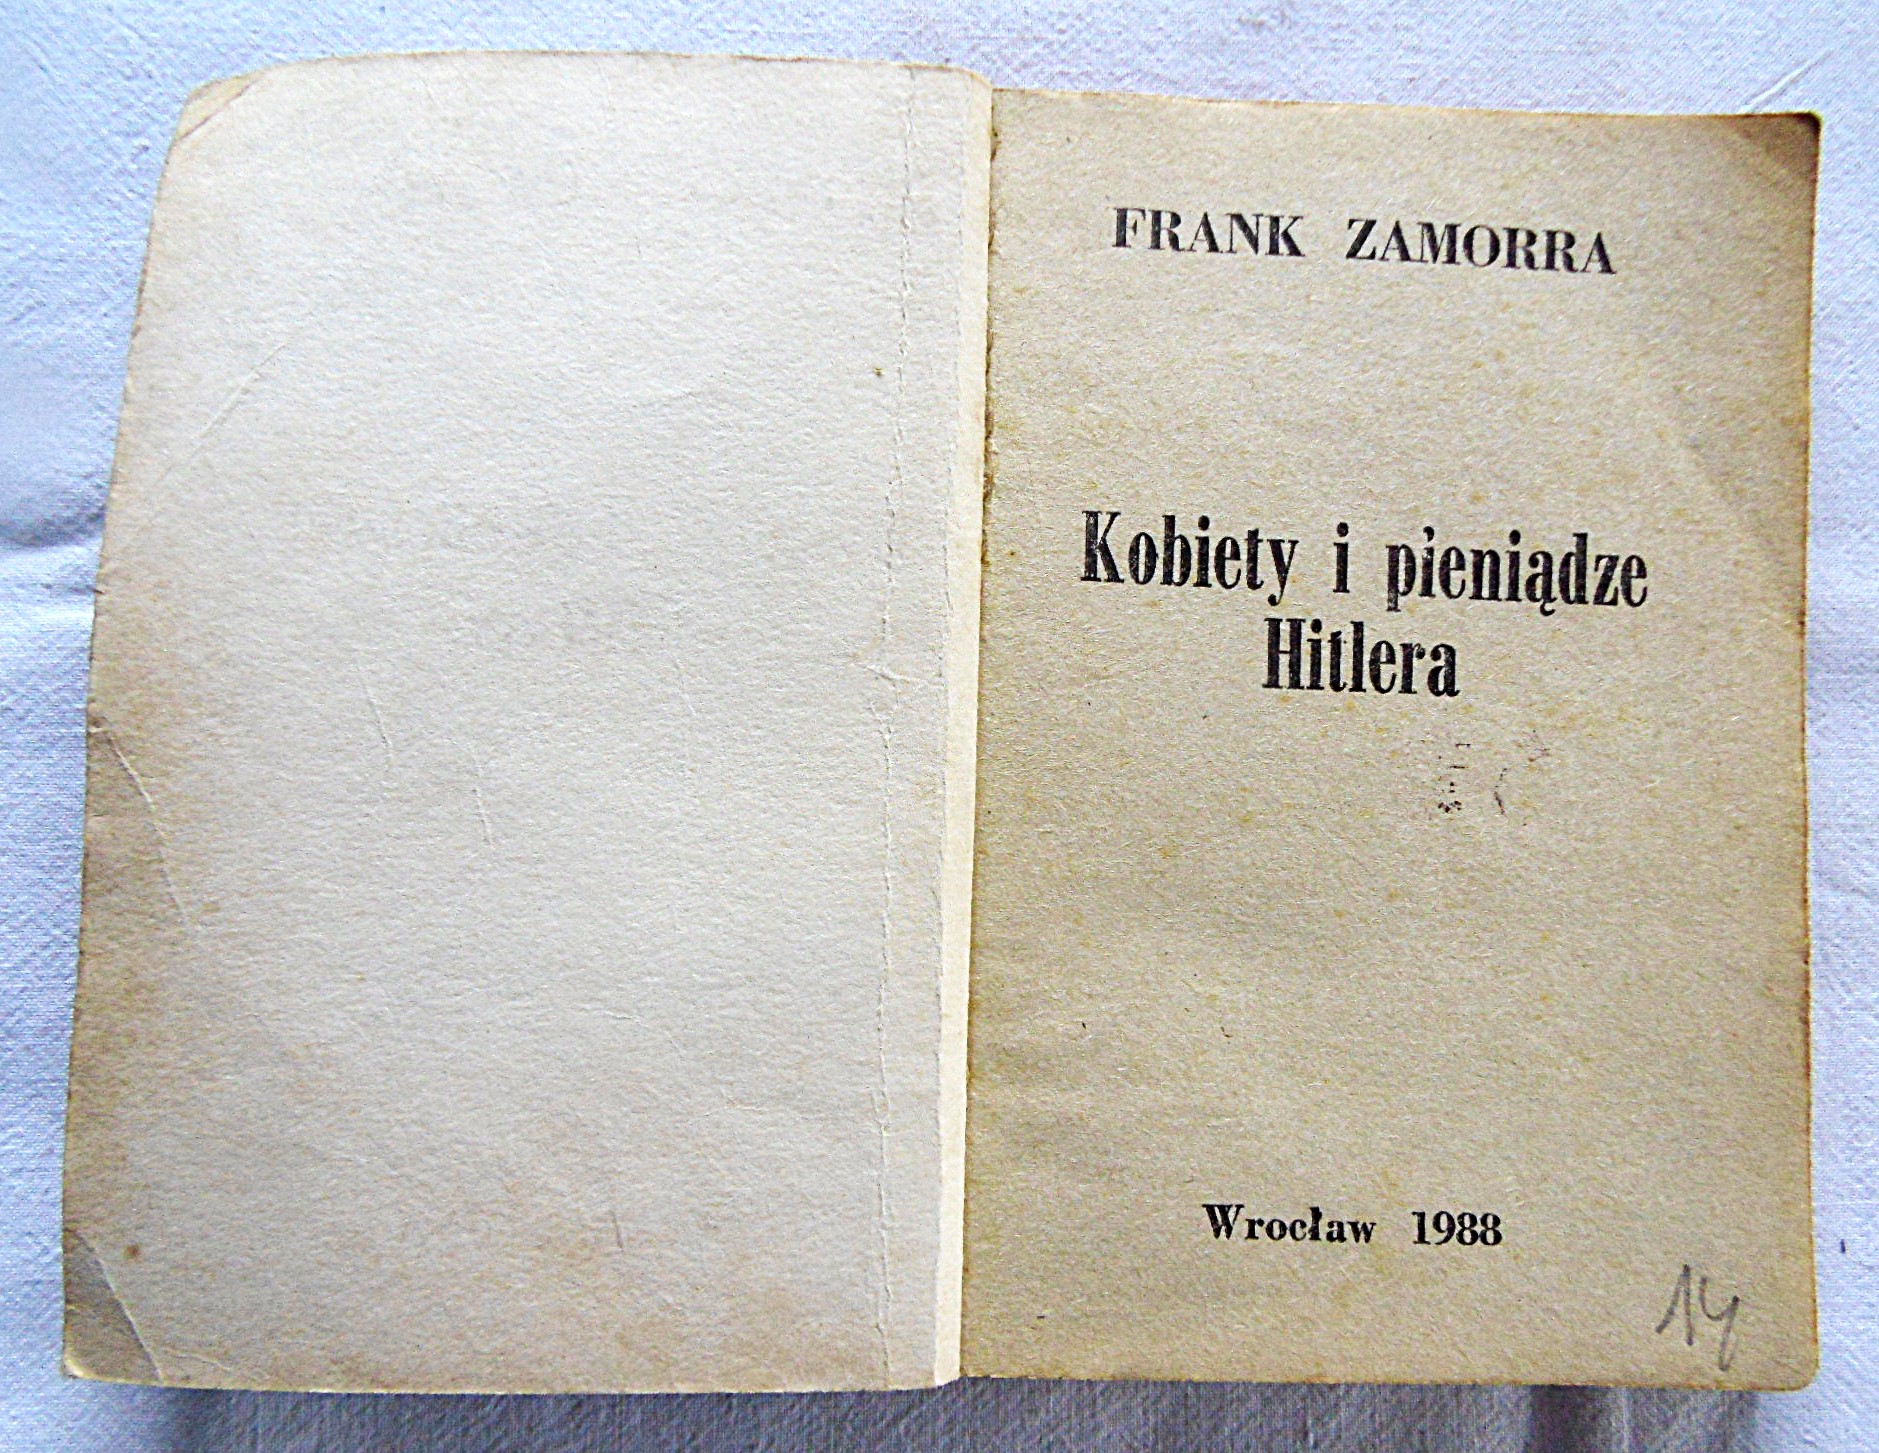 FRANK ZAMORRA
Kobiety i pieniądze
Hitlera
Wrocław 1988
14